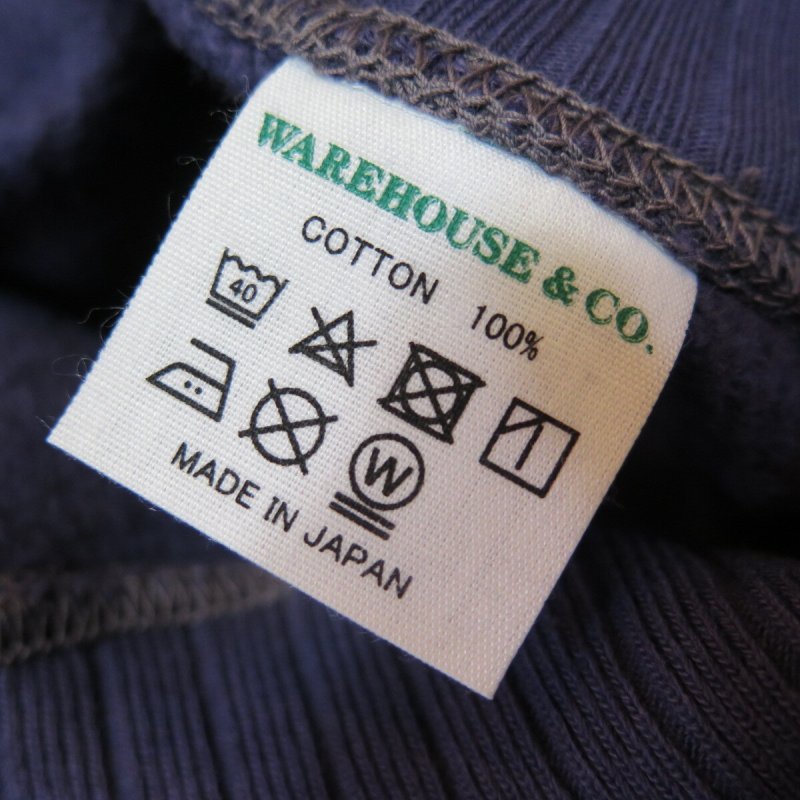 WAREHOUSE & CO.
COTTON 100%
40
W
MADE IN JAPAN